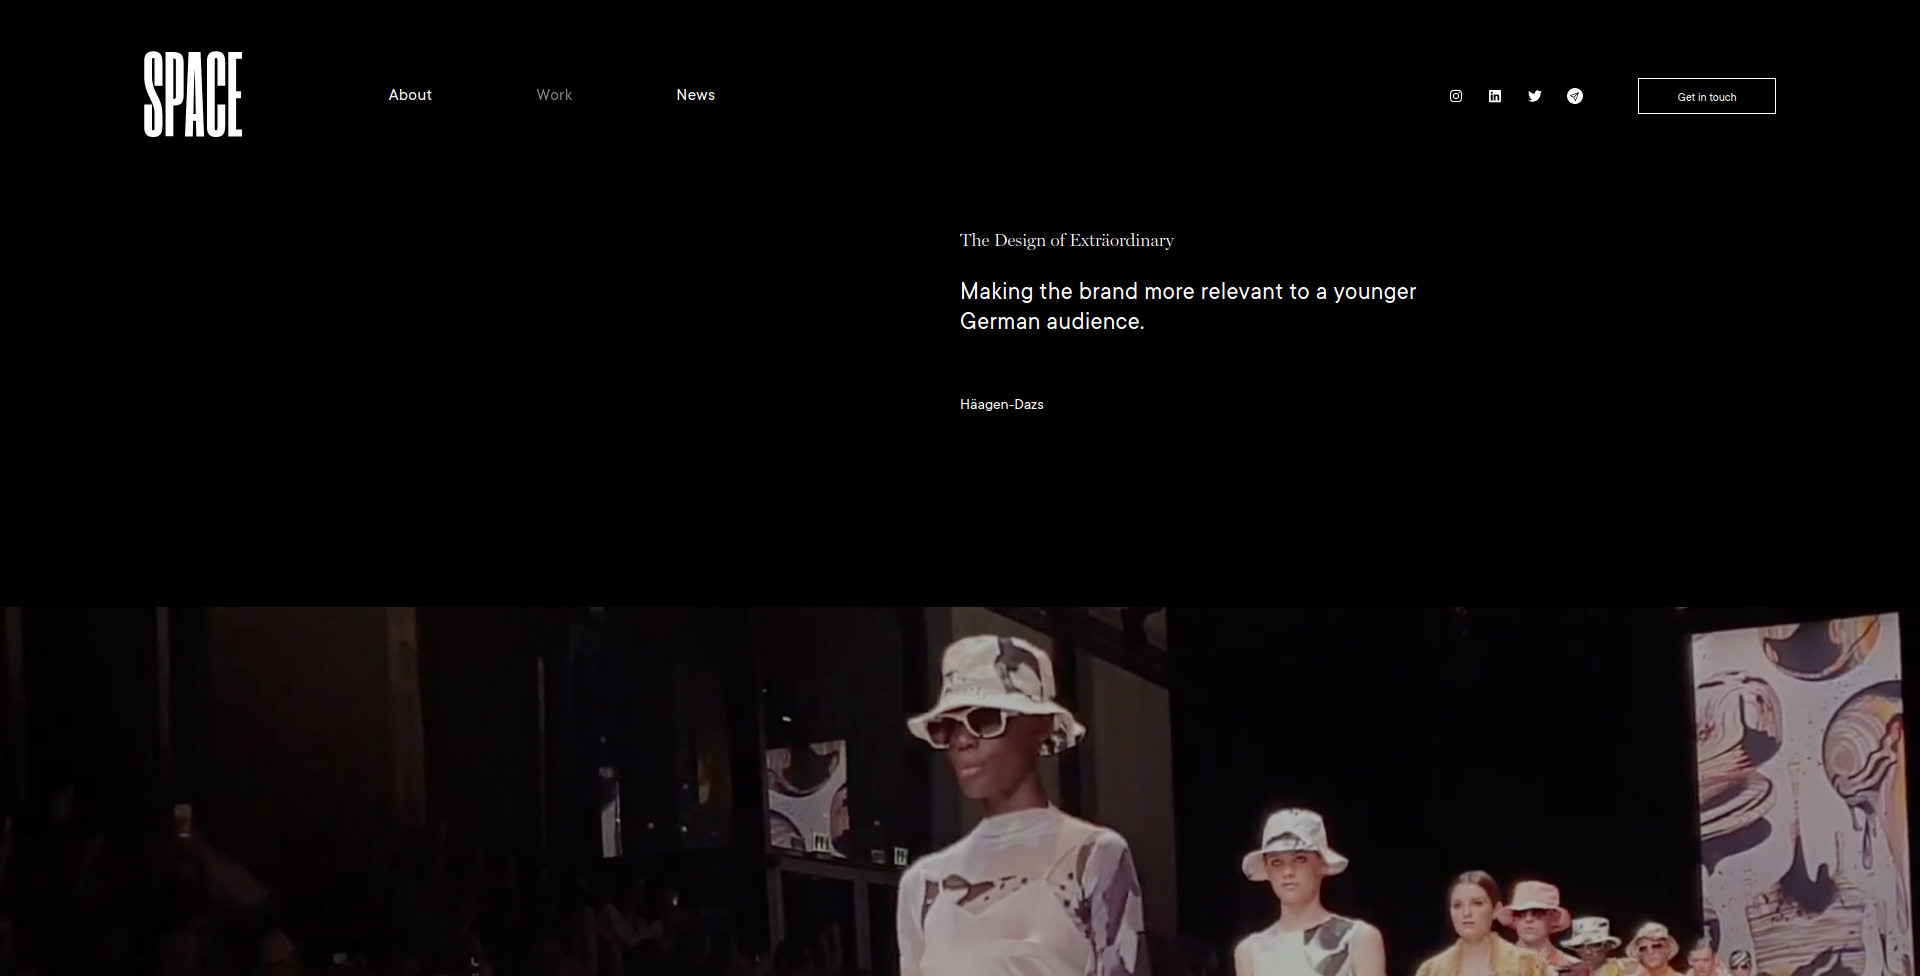 SPACE
About
Work
News
Get in touch
The Design of Exträordinary
Making the brand more relevant to a younger
German audience.
Häagen-Dazs